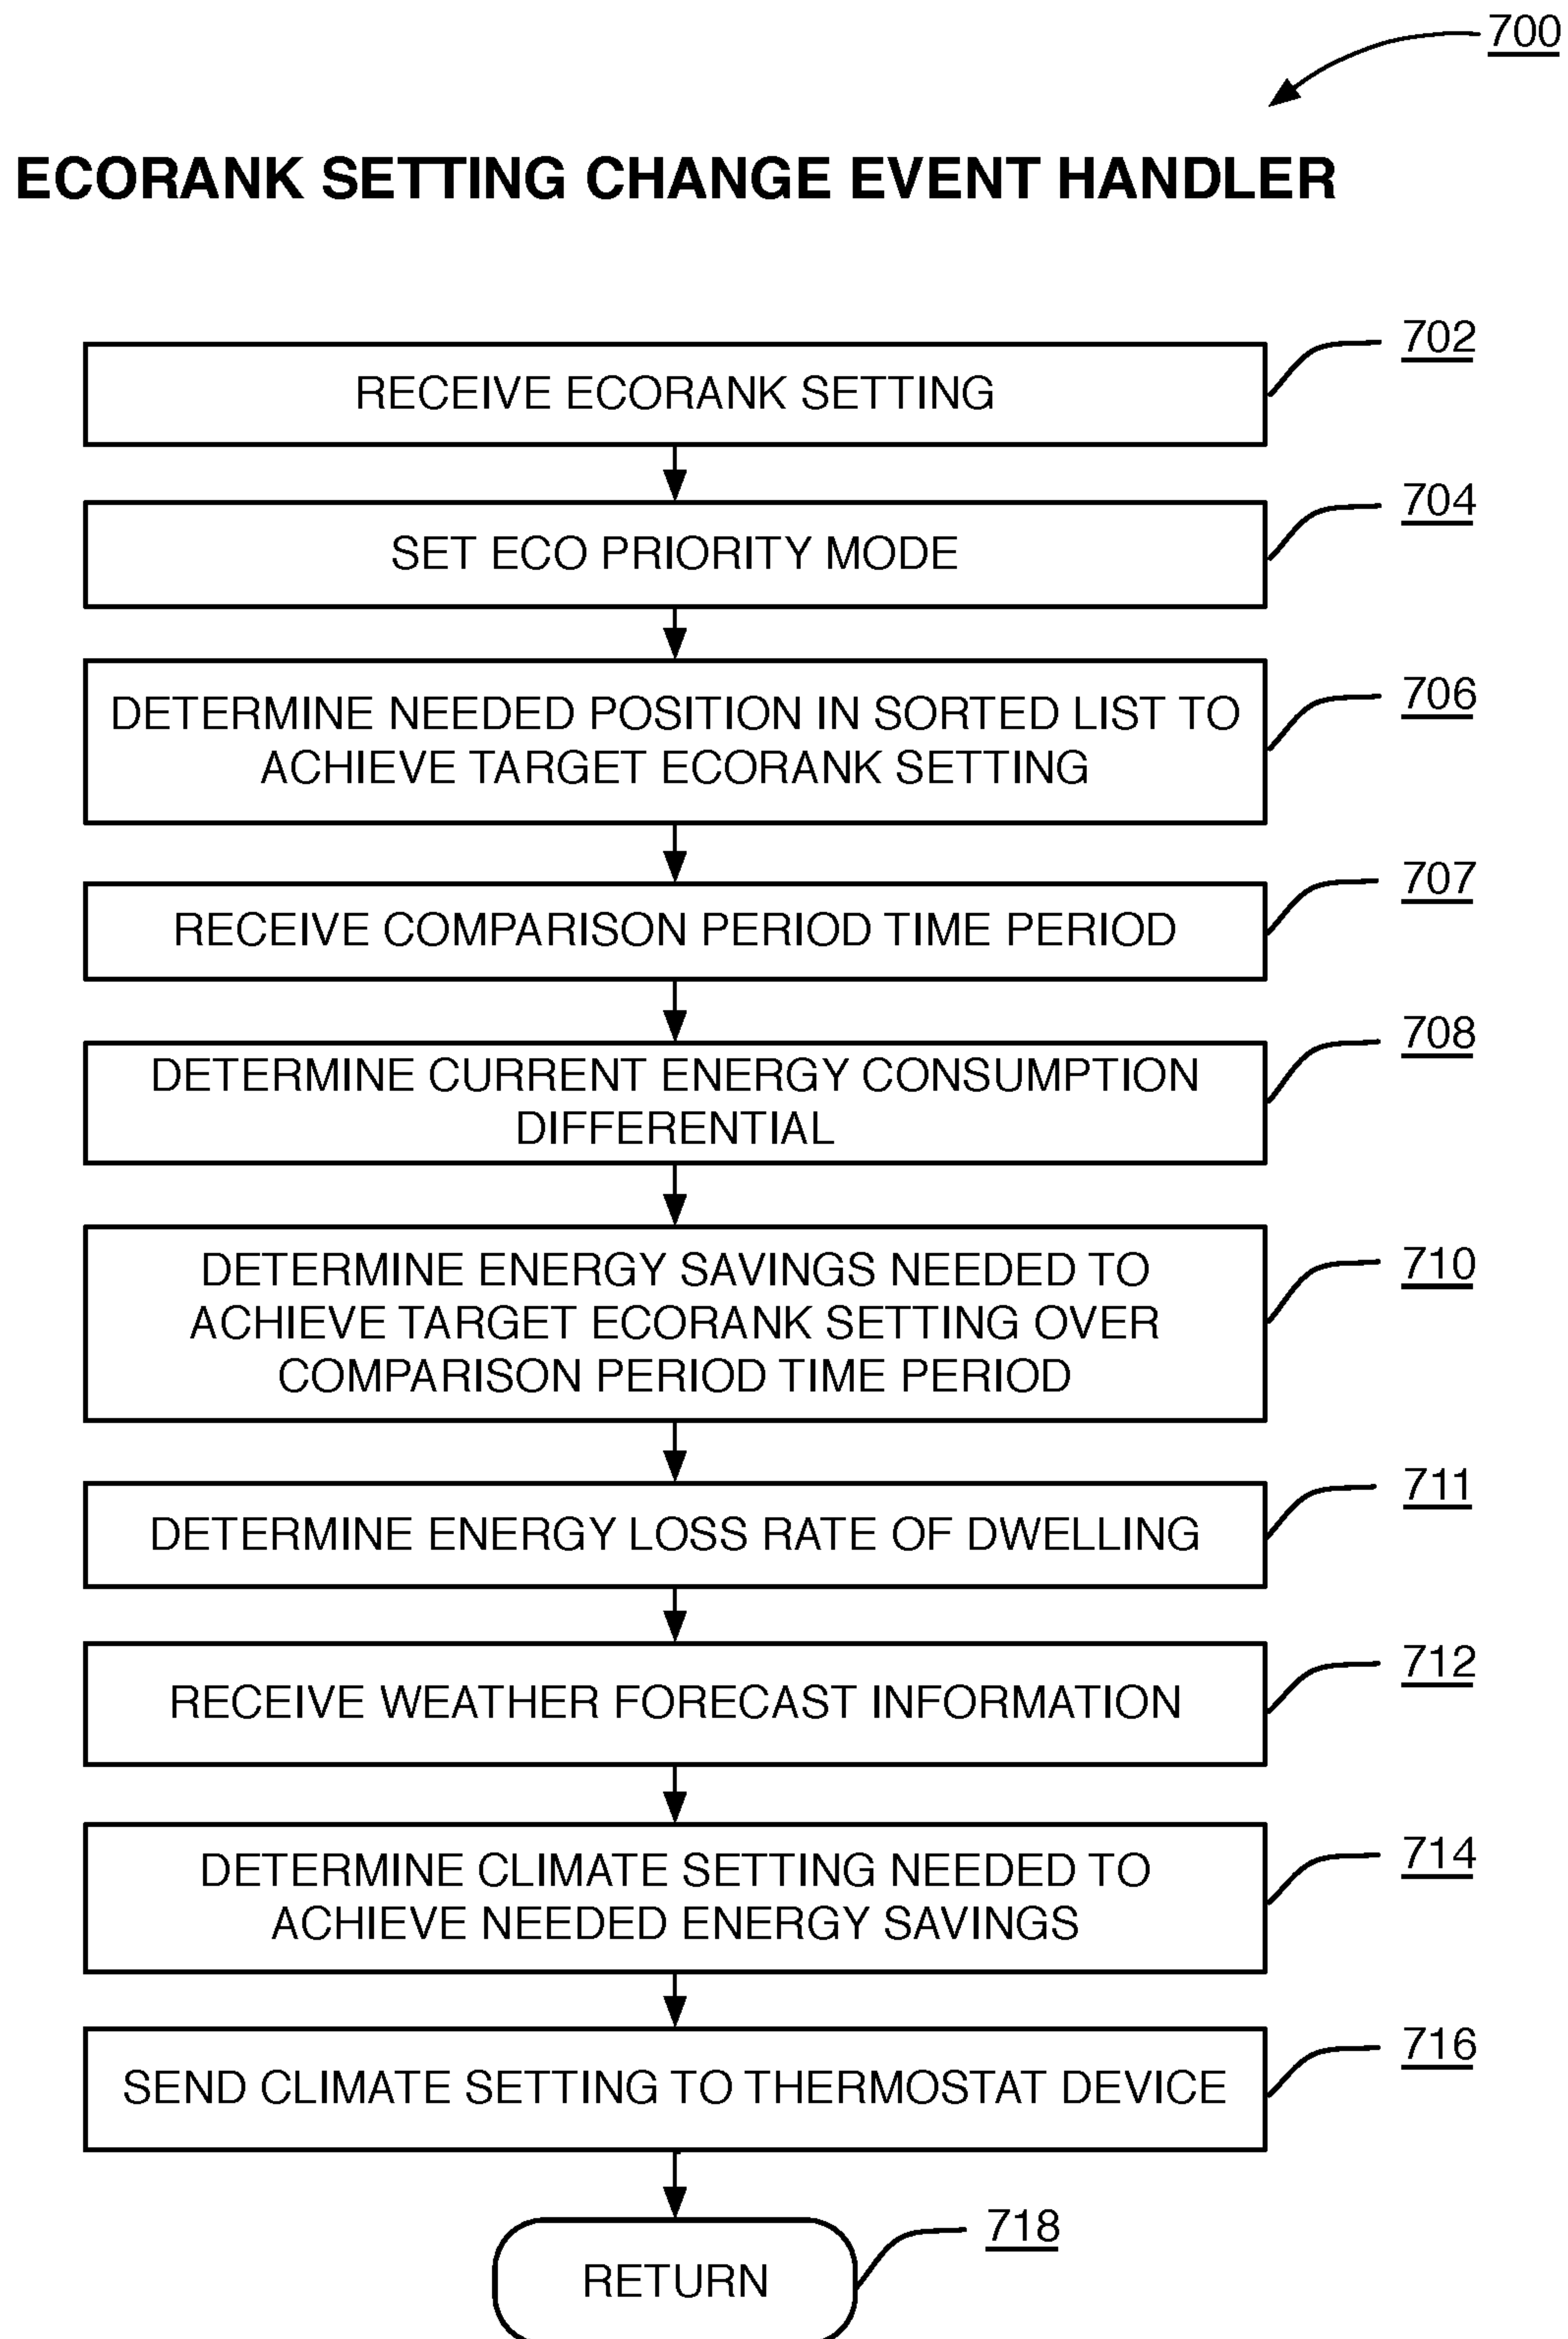 700
ECORANK SETTING CHANGE EVENT HANDLER
702
RECEIVE ECORANK SETTING
704
SET ECO PRIORITY MODE
706
DETERMINE NEEDED POSITION IN SORTED LIST TO
ACHIEVE TARGET ECORANK SETTING
707
RECEIVE COMPARISON PERIOD TIME PERIOD
708
DETERMINE CURRENT ENERGY CONSUMPTION
DIFFERENTIAL
710
DETERMINE ENERGY SAVINGS NEEDED TO
ACHIEVE TARGET ECORANK SETTING OVER
COMPARISON PERIOD TIME PERIOD
711
DETERMINE ENERGY LOSS RATE OF DWELLING
712
RECEIVE WEATHER FORECAST INFORMATION
714
DETERMINE CLIMATE SETTING NEEDED TO
ACHIEVE NEEDED ENERGY SAVINGS
716
SEND CLIMATE SETTING TO THERMOSTAT DEVICE
718
RETURN